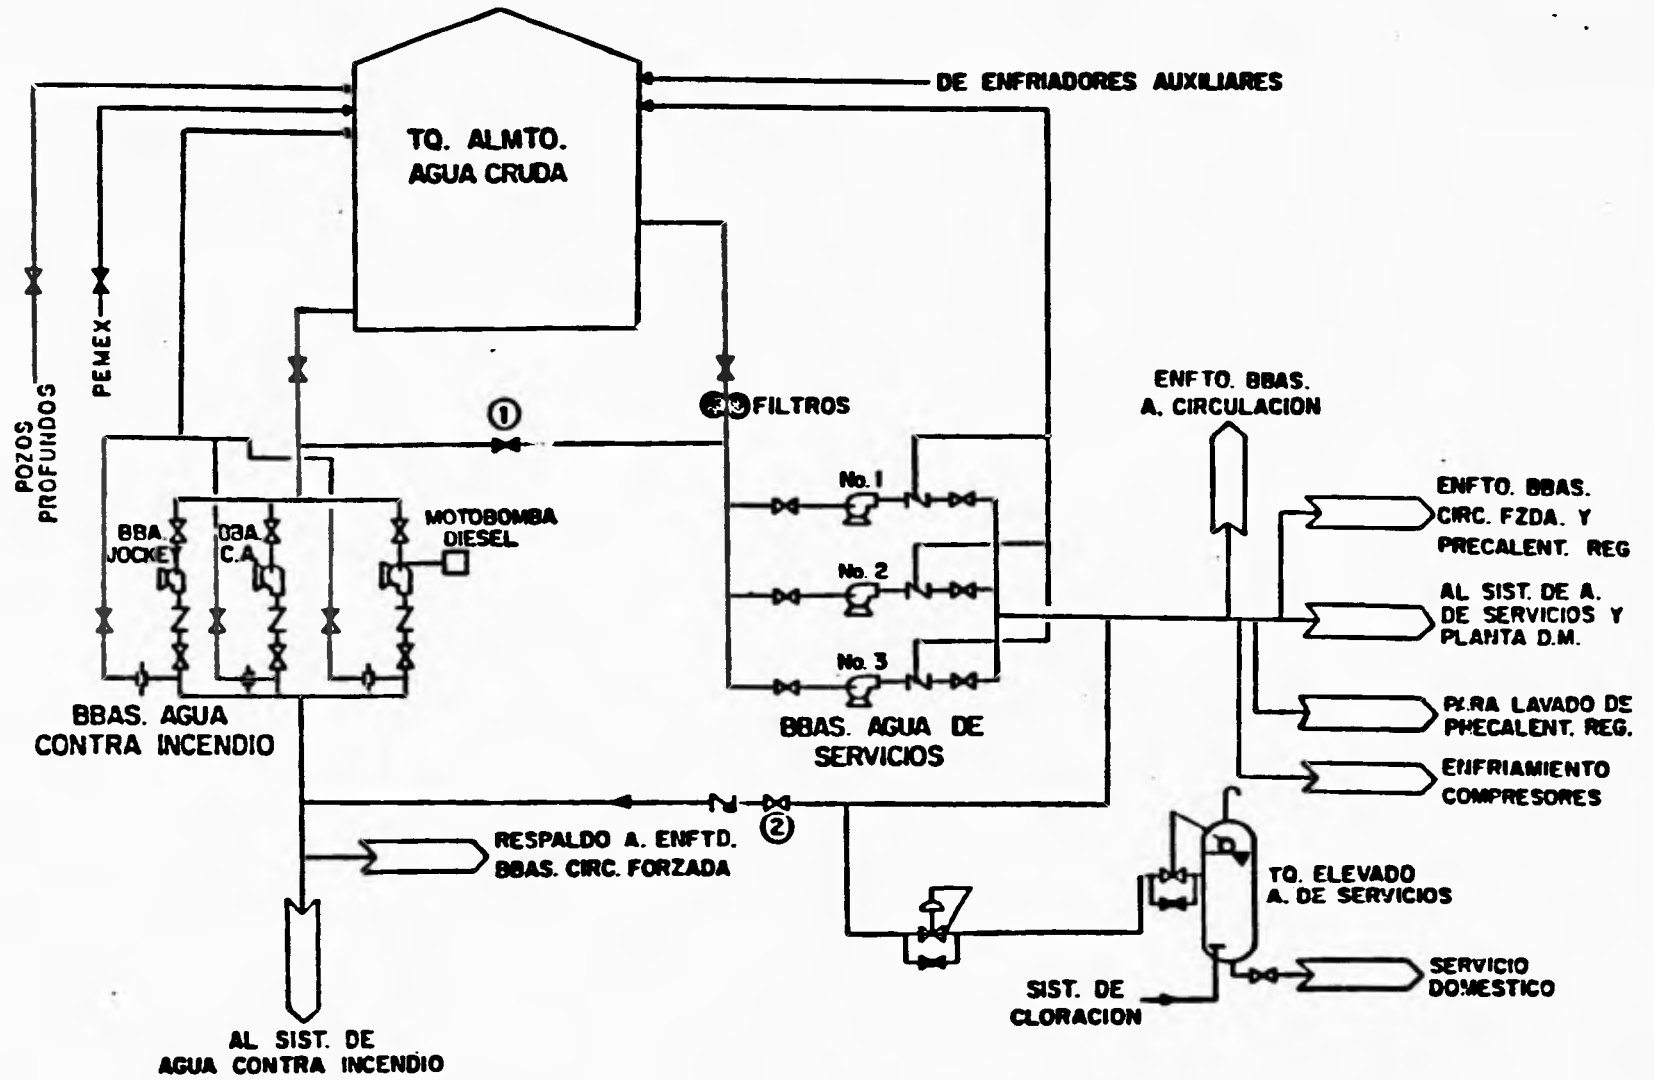 DE ENFRIADORES AUXILIARES
TQ. ALMTO.
AGUA CRUDA
PEMEX
POZOS
PROFUNDOS
1
FILTROS
ENFTO. BBAS.
A. CIRCULACION
No. 1
ENFTO. BBAS.
CIRC. FZDA. Y
PRECALENT. REG
BBA.
JOCKEY
BBA.
C.A.
MOTOBOMBA
DIESEL
No. 2
AL SIST. DE A.
DE SERVICIOS Y
PLANTA D.M.
No. 3
BBAS. AGUA
CONTRA INCENDIO
BBAS. AGUA DE
SERVICIOS
PARA LAVADO DE
PRECALENT. REG.
ENFRIAMIENTO
COMPRESORES
2
RESPALDO A. ENFTD.
BBAS. CIRC. FORZADA
TQ. ELEVADO
A. DE SERVICIOS
SERVICIO
DOMESTICO
SIST. DE
CLORACION
AL SIST. DE
AGUA CONTRA INCENDIO